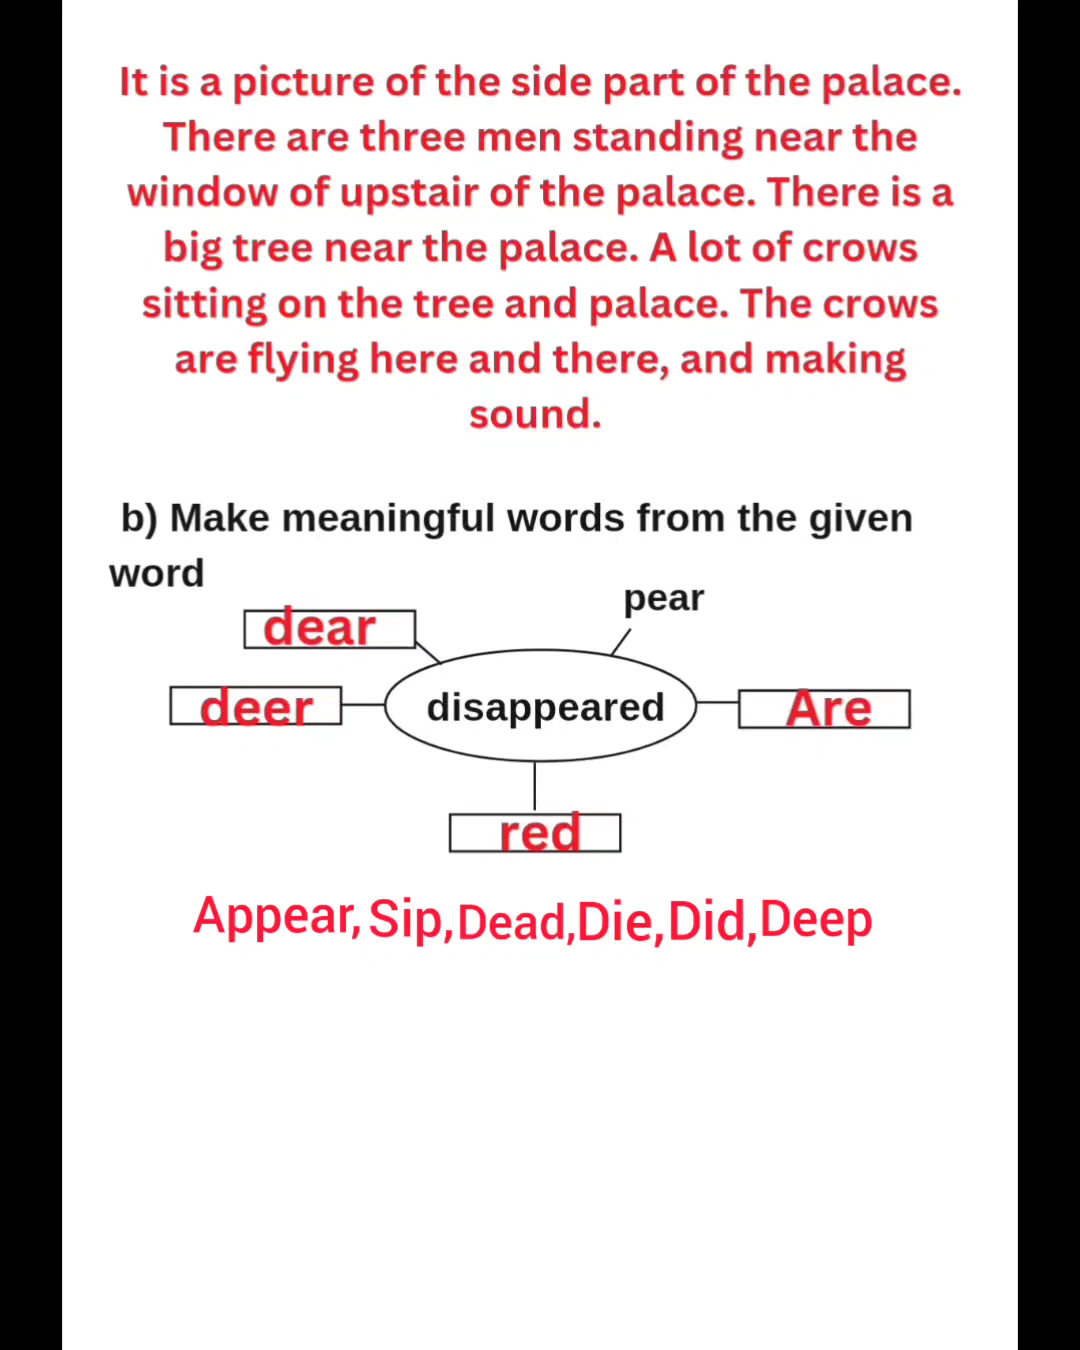 It is a picture of the side part of the palace.
There are three men standing near the
window of upstair of the palace. There is a
big tree near the palace. A lot of crows
sitting on the tree and palace. The crows
are flying here and there, and making
sound.
b) Make meaningful words from the given
word
pear
dear
deer
disappeared
Are
red
Appear, Sip, Dead, Die, Did, Deep